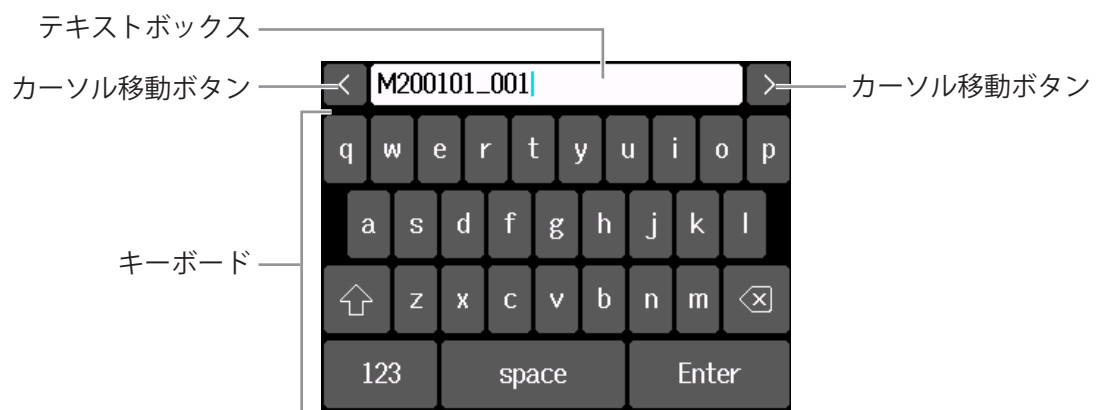 テキストボックス
カーソル移動ボタン < M200101_001 > カーソル移動ボタン
q w e r t y u i o p
a s d f g h j k l
キーボード
z x c v b n m
123 space Enter